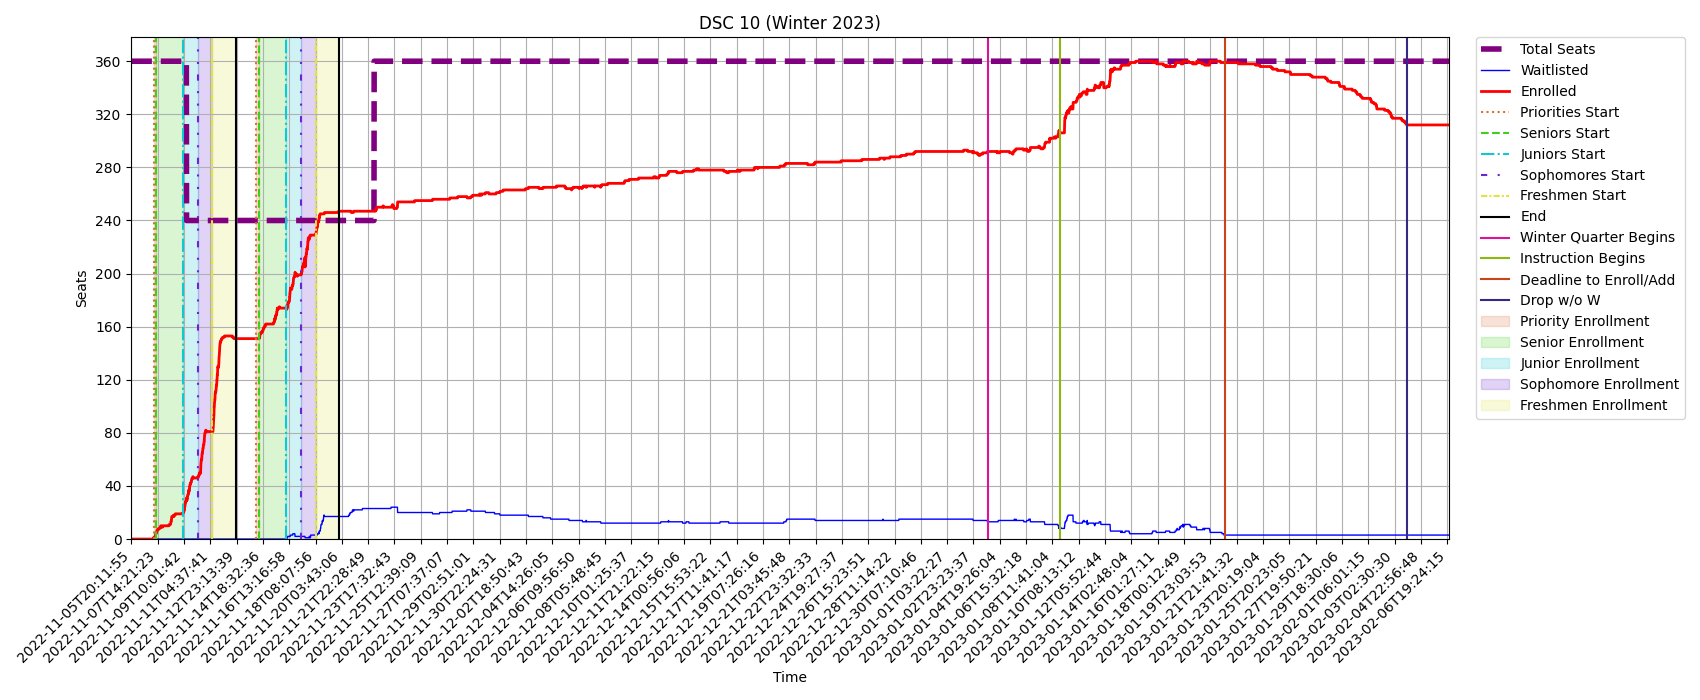 DSC 10 (Winter 2023)
Seats
360
320
280
240
200
160
120
80
40
0
2022-11-05T20:11:55
2022-11-07T14:21:23
2022-11-09T10:01:42
2022-11-11T04:37:41
2022-11-12T23:13:39
2022-11-14T18:32:36
2022-11-16T13:16:58
2022-11-18T08:07:56
2022-11-20T03:43:06
2022-11-21T22:28:49
2022-11-23T17:32:43
2022-11-25T12:39:09
2022-11-27T07:37:07
2022-11-29T02:51:01
2022-11-30T22:24:31
2022-12-02T18:50:43
2022-12-04T14:26:05
2022-12-06T09:56:50
2022-12-08T05:48:45
2022-12-10T01:25:37
2022-12-11T21:22:15
2022-12-14T00:56:06
2022-12-15T15:53:22
2022-12-17T11:41:17
2022-12-19T07:26:16
2022-12-21T03:45:48
2022-12-22T23:32:33
2022-12-24T19:27:37
2022-12-26T15:23:51
2022-12-28T11:14:22
2022-12-30T07:10:46
2023-01-01T03:22:27
2023-01-02T23:23:37
2023-01-04T19:26:04
2023-01-06T15:32:18
2023-01-08T11:41:04
2023-01-10T08:13:12
2023-01-12T05:52:44
2023-01-14T02:48:04
2023-01-16T01:27:11
2023-01-18T00:12:49
2023-01-19T23:03:53
2023-01-21T21:41:32
2023-01-23T20:19:04
2023-01-25T20:23:05
2023-01-27T19:50:21
2023-01-29T18:30:06
2023-02-01T06:01:15
2023-02-03T02:30:30
2023-02-04T22:56:48
2023-02-06T19:24:15
Time
Total Seats
Waitlisted
Enrolled
Priorities Start
Seniors Start
Juniors Start
Sophomores Start
Freshmen Start
End
Winter Quarter Begins
Instruction Begins
Deadline to Enroll/Add
Drop w/o W
Priority Enrollment
Senior Enrollment
Junior Enrollment
Sophomore Enrollment
Freshmen Enrollment